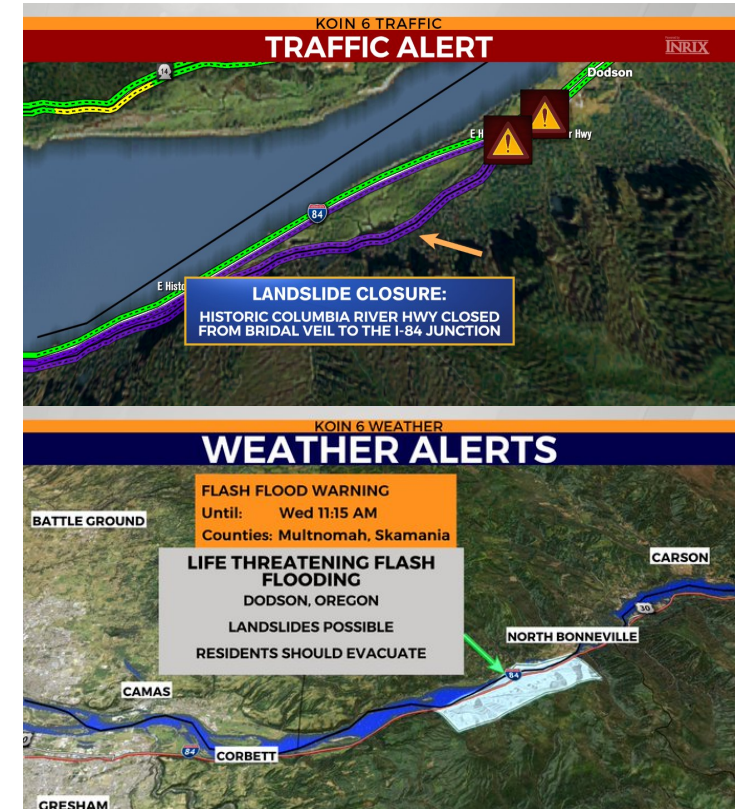 KOIN 6 TRAFFIC
TRAFFIC ALERT
Powered by
INRIX
14
Dodson
E H
r Hwy
84
E Histo
LANDSLIDE CLOSURE:
HISTORIC COLUMBIA RIVER HWY CLOSED
FROM BRIDAL VEIL TO THE I-84 JUNCTION
KOIN 6 WEATHER
WEATHER ALERTS
FLASH FLOOD WARNING
Until: Wed 11:15 AM
Counties: Multnomah, Skamania
BATTLE GROUND
LIFE THREATENING FLASH
FLOODING
DODSON, OREGON
LANDSLIDES POSSIBLE
RESIDENTS SHOULD EVACUATE
CARSON
30
NORTH BONNEVILLE
84
CAMAS
84
CORBETT
GRESHAM